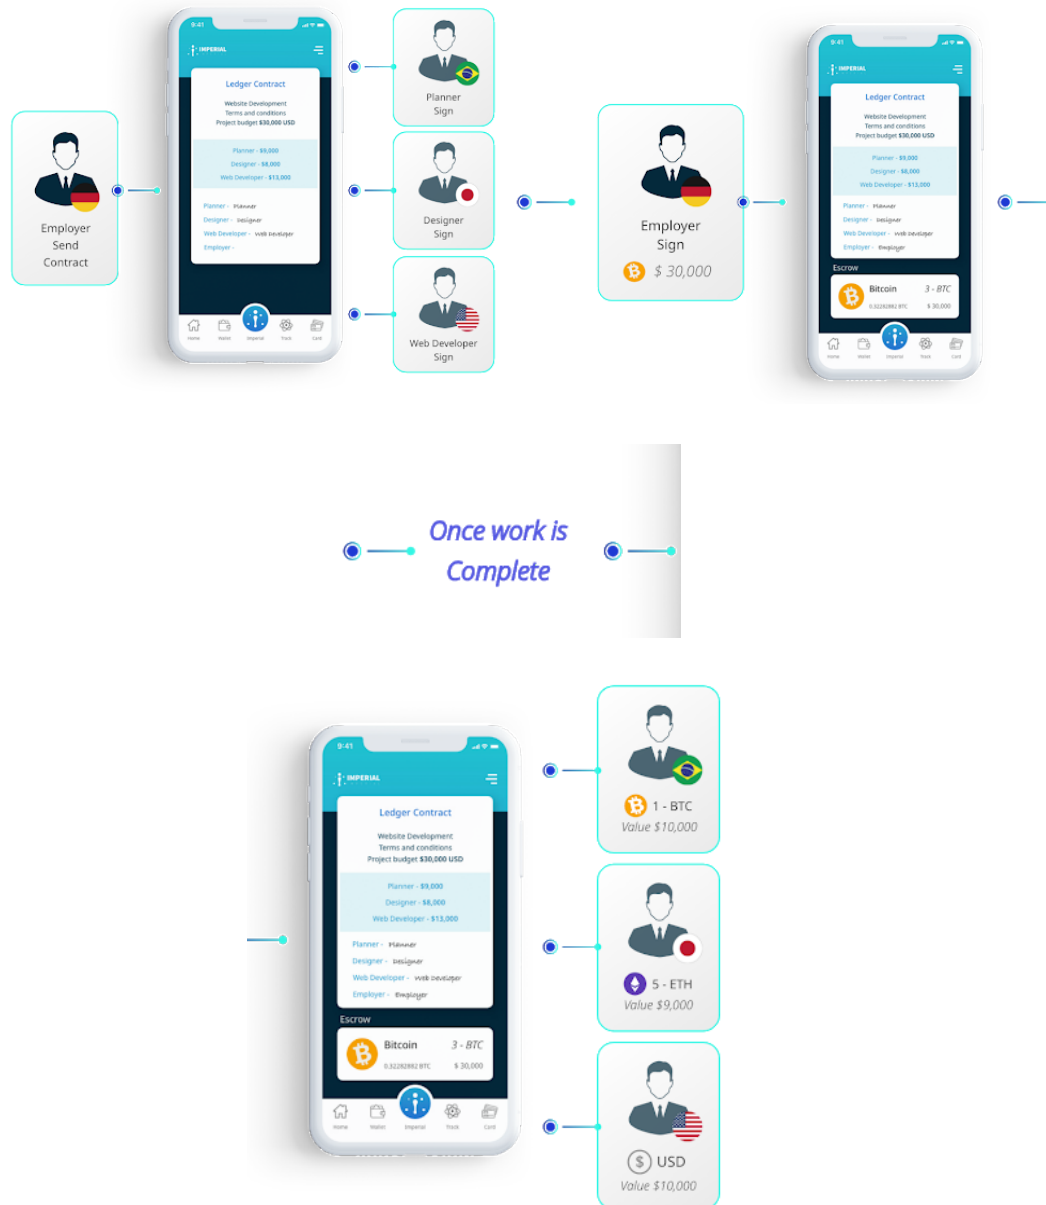 Employer
Send
Contract
9:41
IMPERIAL
Ledger Contract
Website Development
Terms and conditions
Project budget $30,000 USD
Planner - $9,000
Designer - $8,000
Web Developer - $13,000
Planner - Planner
Designer - Designer
Web Developer - Web Developer
Employer -
Home Wallet Imperial Track Card
Planner
Sign
Designer
Sign
Web Developer
Sign
Employer
Sign
$ 30,000
9:41
IMPERIAL
Ledger Contract
Website Development
Terms and conditions
Project budget $30,000 USD
Planner - $9,000
Designer - $8,000
Web Developer - $13,000
Planner - Planner
Designer - Designer
Web Developer - Web Developer
Employer - Employer
Escrow
Bitcoin 3 - BTC
0.32282882 BTC $ 30,000
Home Wallet Imperial Track Card
Once work is
Complete
9:41
IMPERIAL
Ledger Contract
Website Development
Terms and conditions
Project budget $30,000 USD
Planner - $9,000
Designer - $8,000
Web Developer - $13,000
Planner - Planner
Designer - Designer
Web Developer - Web Developer
Employer - Employer
Escrow
Bitcoin 3 - BTC
0.32282882 BTC $ 30,000
Home Wallet Imperial Track Card
1 - BTC
Value $10,000
5 - ETH
Value $9,000
USD
Value $10,000